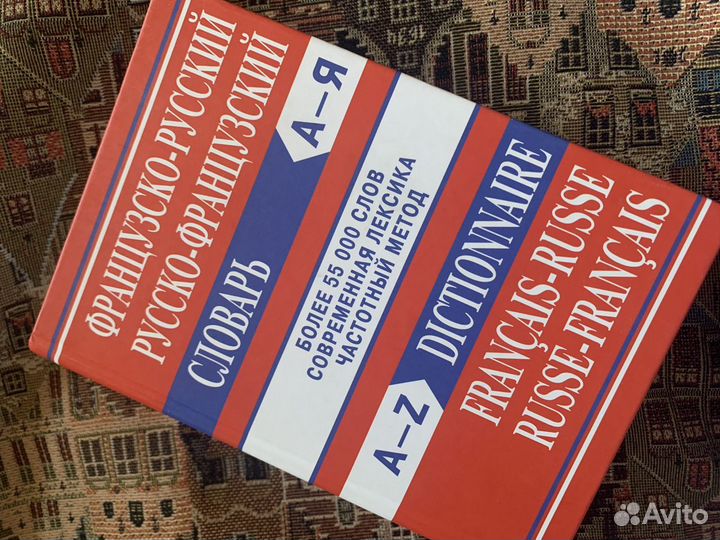 ФРАНЦУЗСКО-РУССКИЙ
РУССКО-ФРАНЦУЗСКИЙ
СЛОВАРЬ
А–Я
БОЛЕЕ 55 000 СЛОВ
СОВРЕМЕННАЯ ЛЕКСИКА
ЧАСТОТНЫЙ МЕТОД
A–Z
DICTIONNAIRE
FRANÇAIS-RUSSE
RUSSE-FRANÇAIS
1634
Avito